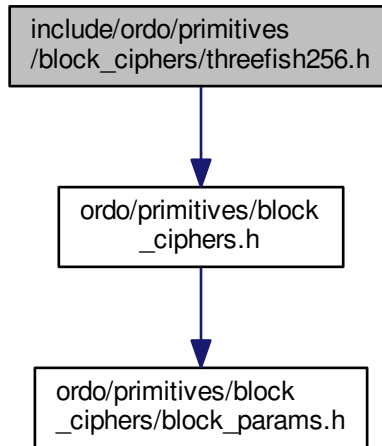 include/ordo/primitives
/block_ciphers/threefish256.h
ordo/primitives/block
_ciphers.h
ordo/primitives/block
_ciphers/block_params.h